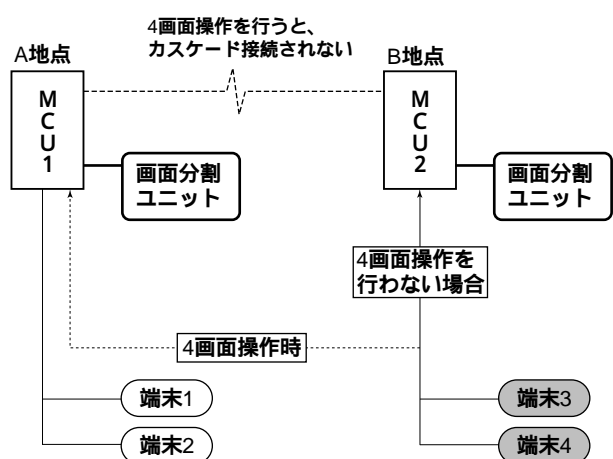 4画面操作を行うと、
カスケード接続されない
A地点
B地点
MCU1
MCU2
画面分割
ユニット
画面分割
ユニット
4画面操作を
行わない場合
4画面操作時
端末1
端末3
端末2
端末4